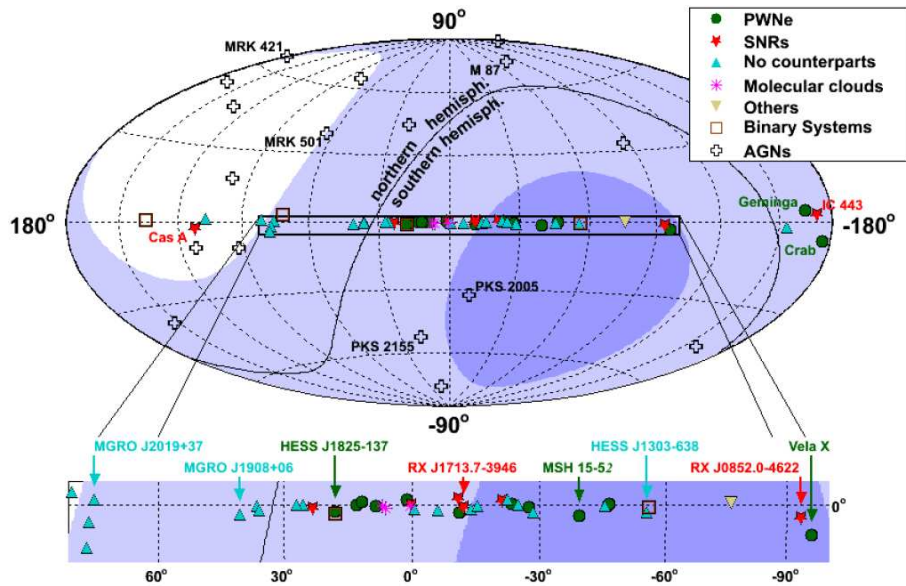 90°
PWNe
SNRs
No counterparts
Molecular clouds
Others
Binary Systems
AGNs
MRK 421
M 87
MRK 501
northern hemisph.
southern hemisph.
180°
-180°
Cas A
Geminga
IC 443
Crab
PKS 2005
PKS 2155
-90°
MGRO J2019+37
HESS J1825-137
HESS J1303-638
Vela X
MGRO J1908+06
RX J1713.7-3946
MSH 15-52
RX J0852.0-4622
0°
60° 30° 0° -30° -60° -90°